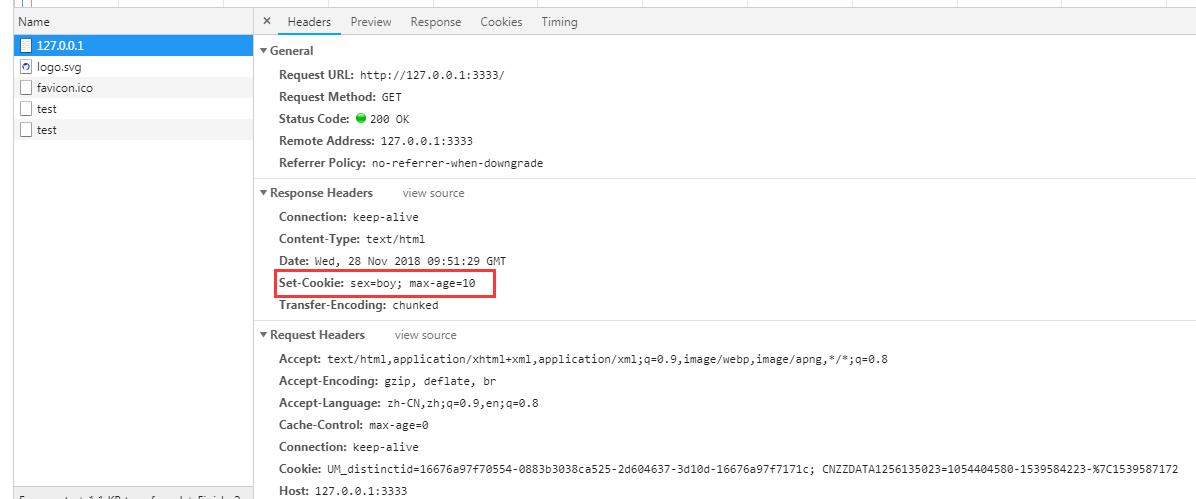 Name
× Headers Preview Response Cookies Timing
127.0.0.1
logo.svg
favicon.ico
test
test
General
Request URL: http://127.0.0.1:3333/
Request Method: GET
Status Code: 200 OK
Remote Address: 127.0.0.1:3333
Referrer Policy: no-referrer-when-downgrade
Response Headers view source
Connection: keep-alive
Content-Type: text/html
Date: Wed, 28 Nov 2018 09:51:29 GMT
Set-Cookie: sex=boy; max-age=10
Transfer-Encoding: chunked
Request Headers view source
Accept: text/html,application/xhtml+xml,application/xml;q=0.9,image/webp,image/apng,*/*;q=0.8
Accept-Encoding: gzip, deflate, br
Accept-Language: zh-CN,zh;q=0.9,en;q=0.8
Cache-Control: max-age=0
Connection: keep-alive
Cookie: UM_distinctid=16676a97f70554-0883b3038ca525-2d604637-3d10d-16676a97f7171c; CNZZDATA1256135023=1054404580-1539584223-%7C1539587172
Host: 127.0.0.1:3333